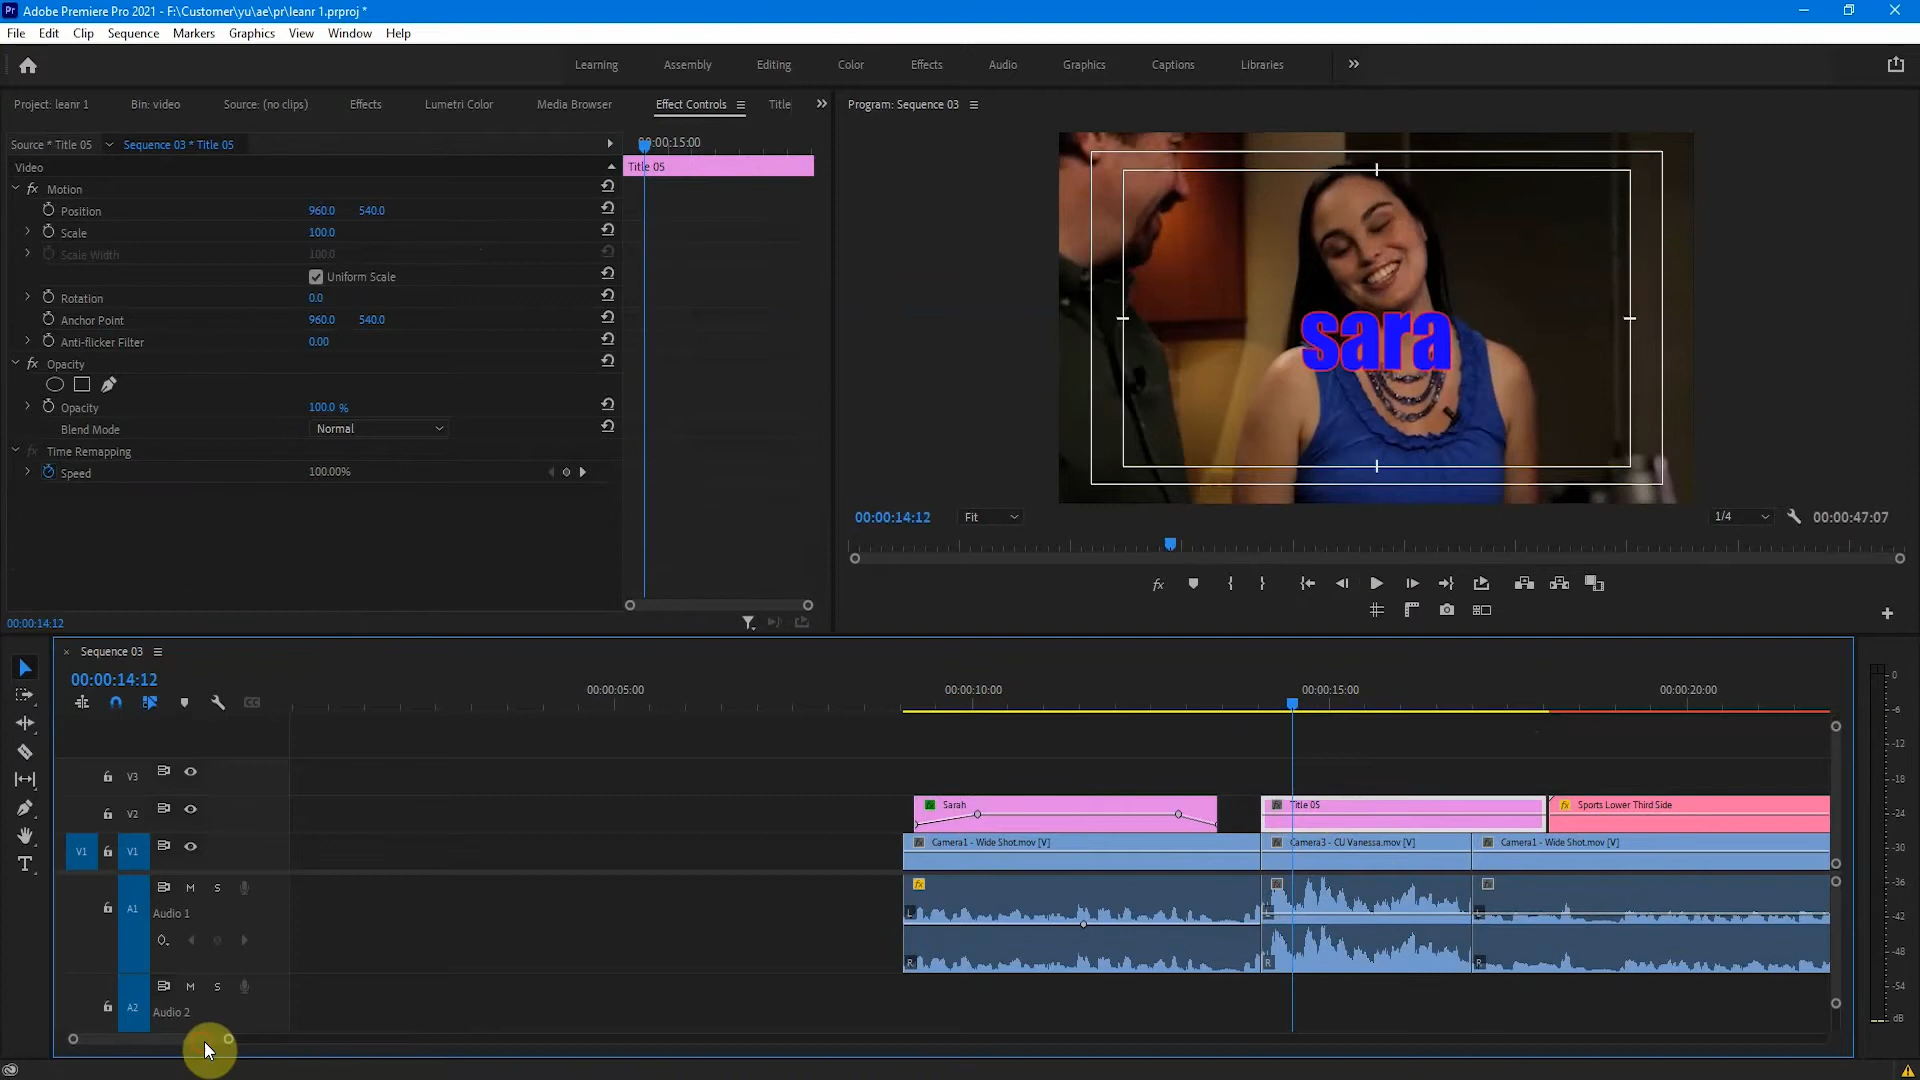 Adobe Premiere Pro 2021 - F:\Customer\yu\ae\pr\leanr 1.prproj *
File Edit Clip Sequence Markers Graphics View Window Help
Learning Assembly Editing Color Effects Audio Graphics Captions Libraries
Project: leanr 1 Bin: video Source: (no clips) Effects Lumetri Color Media Browser Effect Controls Title
Program: Sequence 03
Source * Title 05 Sequence 03 * Title 05
00:00:15:00
Video
Title 05
Motion
Position 960.0 540.0
Scale 100.0
Scale Width 100.0
Uniform Scale
Rotation 0.0
Anchor Point 960.0 540.0
Anti-flicker Filter 0.00
Opacity
Opacity 100.0 %
Blend Mode Normal
Time Remapping
Speed 100.00%
00:00:14:12
sara
00:00:14:12 Fit 1/4 00:00:47:07
Sequence 03
00:00:14:12
00:00:05:00 00:00:10:00 00:00:15:00 00:00:20:00
V3
V2
Sarah Title 05 Sports Lower Third Side
V1 V1
Camera1 - Wide Shot.mov [V] Camera3 - CU Vanessa.mov [V] Camera1 - Wide Shot.mov [V]
A1 M S
Audio 1
L L L
R R R
A2 M S
Audio 2
0
-6
-12
-18
-24
-30
-36
-42
-48
-54
dB